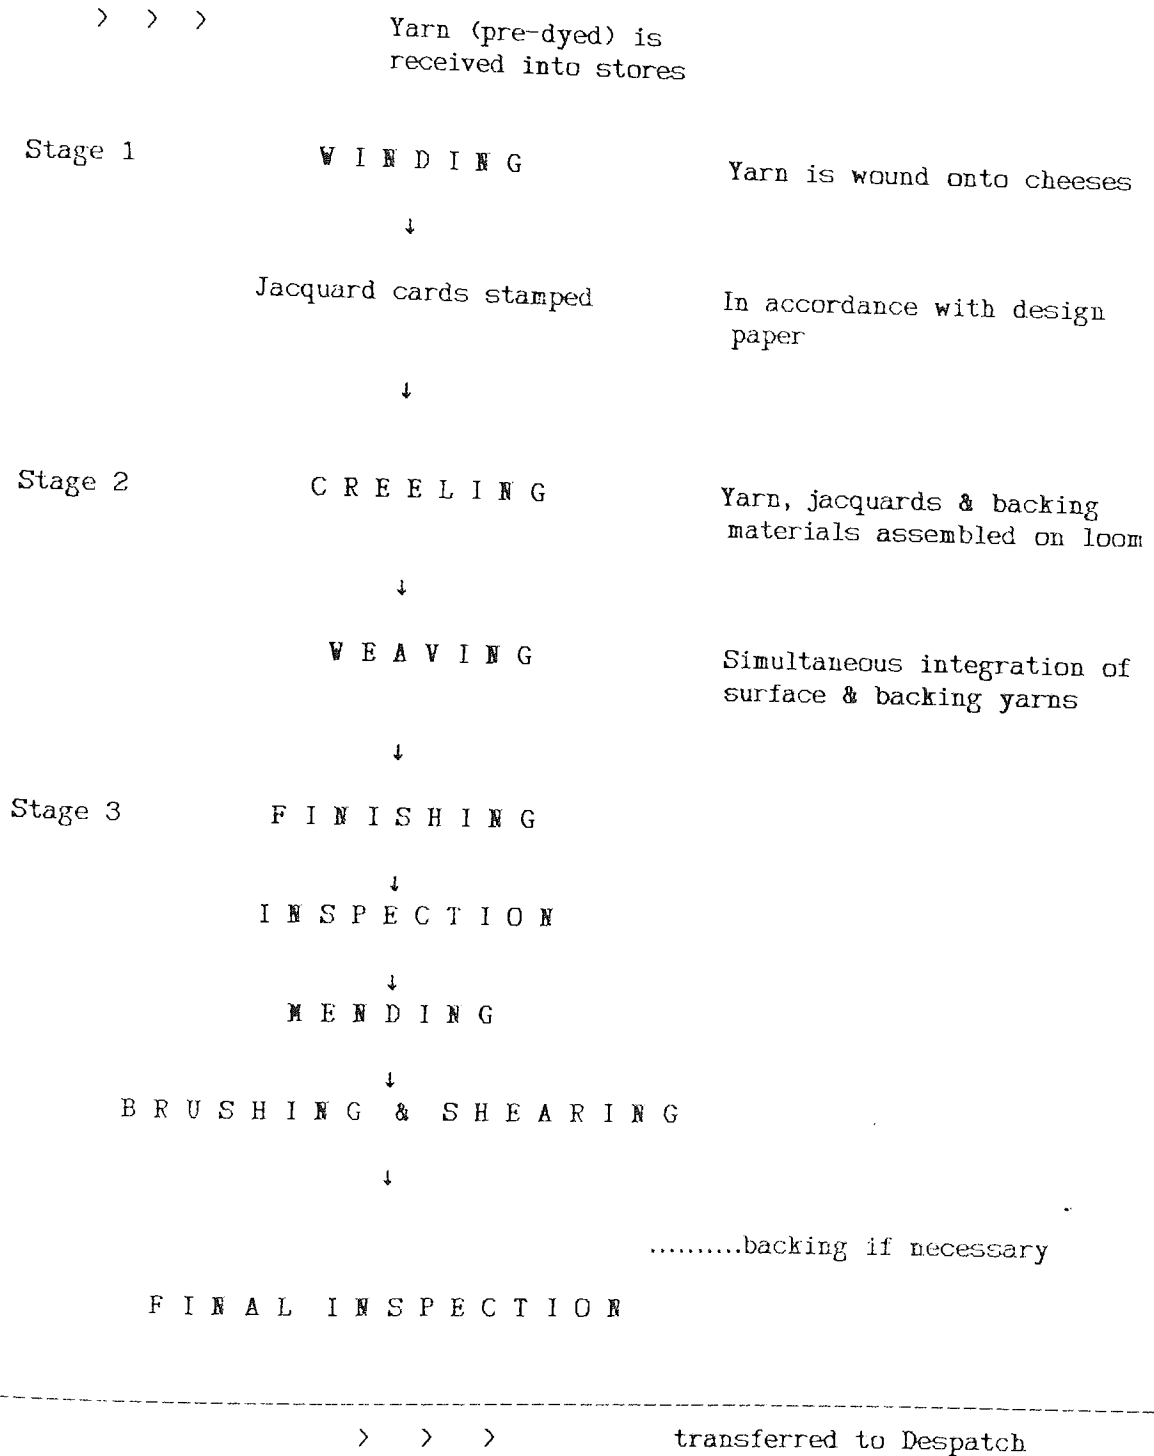 > > > Yarn (pre-dyed) is
received into stores
Stage 1 W I N D I N G Yarn is wound onto cheeses
↓
Jacquard cards stamped In accordance with design
paper
↓
Stage 2 C R E E L I N G Yarn, jacquards & backing
materials assembled on loom
↓
W E A V I N G Simultaneous integration of
surface & backing yarns
↓
Stage 3 F I N I S H I N G
↓
I N S P E C T I O N
↓
M E N D I N G
↓
B R U S H I N G & S H E A R I N G
↓
..........backing if necessary
F I N A L I N S P E C T I O N
> > > transferred to Despatch